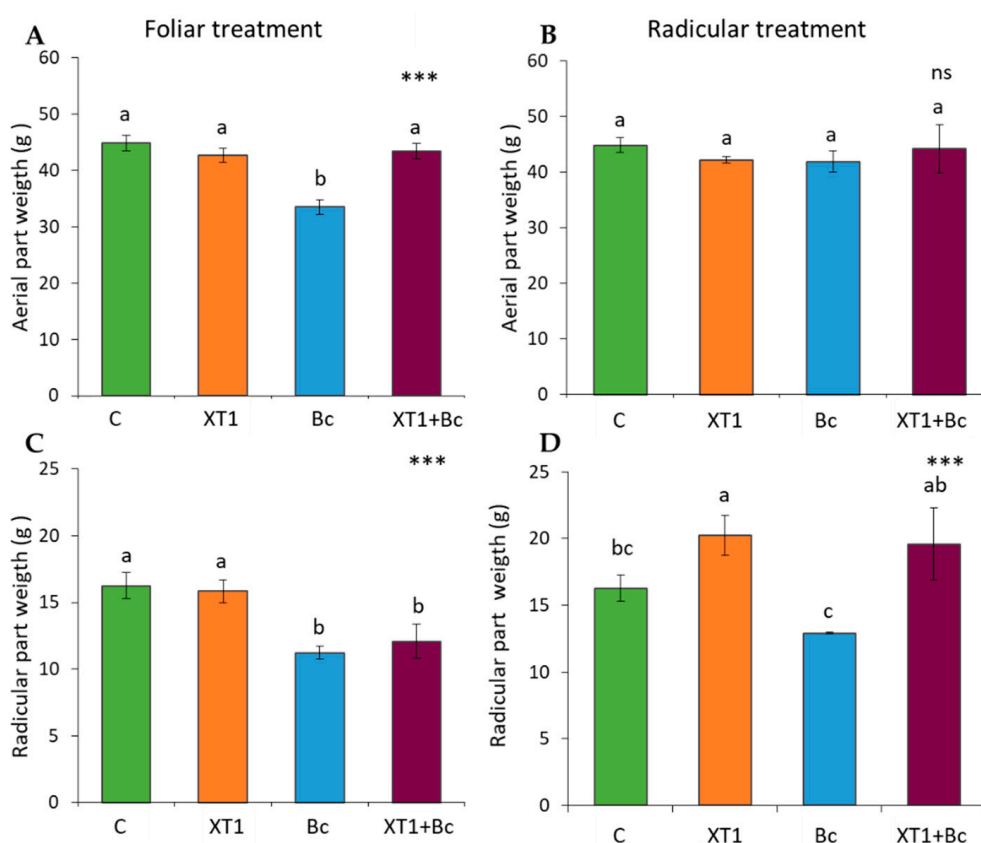 Foliar treatment
Radicular treatment
A
B
60
50
40
30
20
10
0
Aerial part weigth (g )
a
a
b
a
***
C
XT1
Bc
XT1+Bc
60
50
40
30
20
10
0
Aerial part weigth (g )
a
a
a
a
ns
C
XT1
Bc
XT1+Bc
C
D
25
20
15
10
5
0
Radicular part weigth (g )
a
a
b
b
***
C
XT1
Bc
XT1+Bc
25
20
15
10
5
0
Radicular part weigth (g)
bc
a
c
ab
***
C
XT1
Bc
XT1+Bc